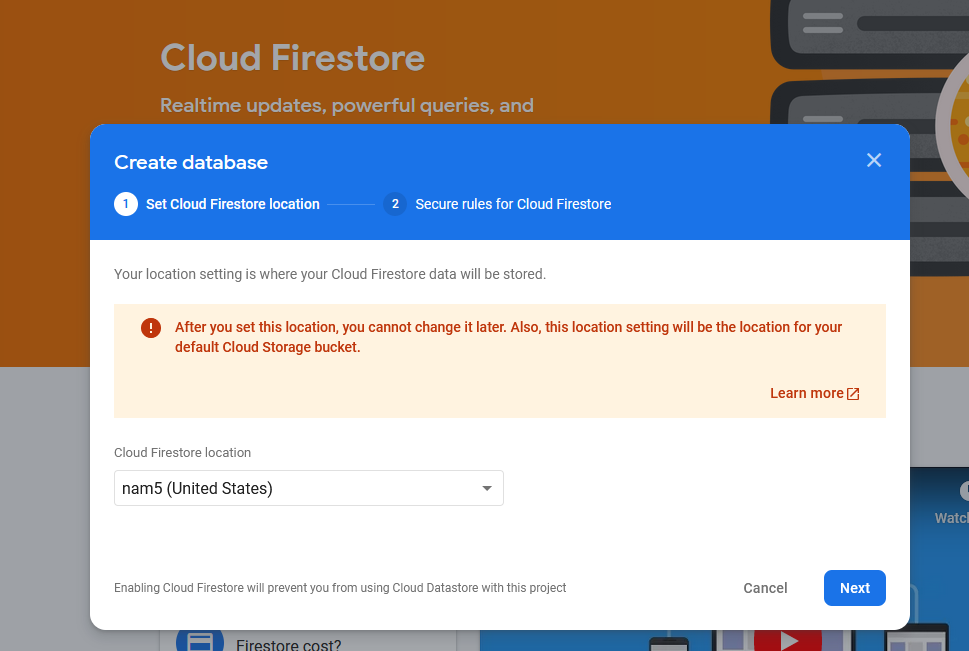 Cloud Firestore
Realtime updates, powerful queries, and
Create database
1 Set Cloud Firestore location 2 Secure rules for Cloud Firestore
Your location setting is where your Cloud Firestore data will be stored.
After you set this location, you cannot change it later. Also, this location setting will be the location for your
default Cloud Storage bucket.
Learn more
Cloud Firestore location
nam5 (United States)
Enabling Cloud Firestore will prevent you from using Cloud Datastore with this project
Cancel
Next
Firestore cost?